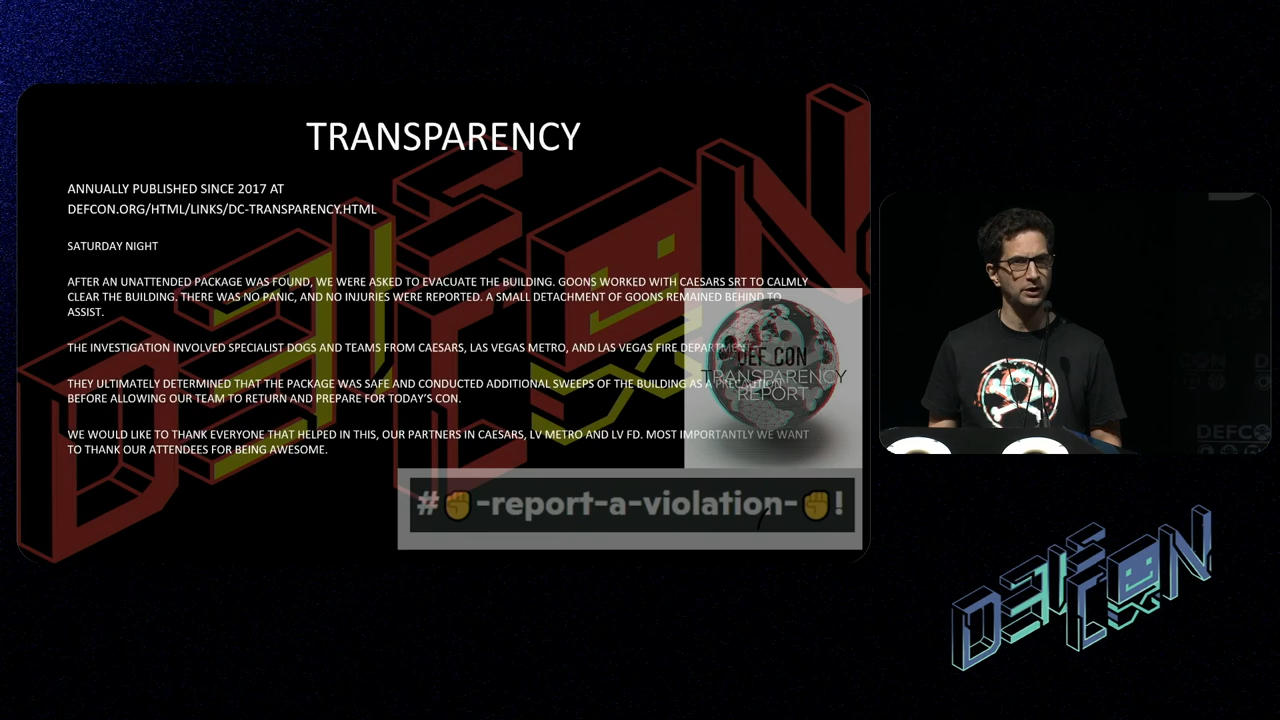 TRANSPARENCY
ANNUALLY PUBLISHED SINCE 2017 AT
DEFCON.ORG/HTML/LINKS/DC-TRANSPARENCY.HTML
SATURDAY NIGHT
AFTER AN UNATTENDED PACKAGE WAS FOUND, WE WERE ASKED TO EVACUATE THE BUILDING. GOONS WORKED WITH CAESARS SRT TO CALMLY
CLEAR THE BUILDING. THERE WAS NO PANIC, AND NO INJURIES WERE REPORTED. A SMALL DETACHMENT OF GOONS REMAINED BEHIND TO
ASSIST.
THE INVESTIGATION INVOLVED SPECIALIST DOGS AND TEAMS FROM CAESARS, LAS VEGAS METRO, AND LAS VEGAS FIRE DEPARTMENT.
THEY ULTIMATELY DETERMINED THAT THE PACKAGE WAS SAFE AND CONDUCTED ADDITIONAL SWEEPS OF THE BUILDING AS A PRECAUTION
BEFORE ALLOWING OUR TEAM TO RETURN AND PREPARE FOR TODAY'S CON.
WE WOULD LIKE TO THANK EVERYONE THAT HELPED IN THIS, OUR PARTNERS IN CAESARS, LV METRO AND LV FD. MOST IMPORTANTLY WE WANT
TO THANK OUR ATTENDEES FOR BEING AWESOME.
DEF CON
TRANSPARENCY
REPORT
#✊-report-a-violation-✊!
DEF CON
DEFCO
DEF CON